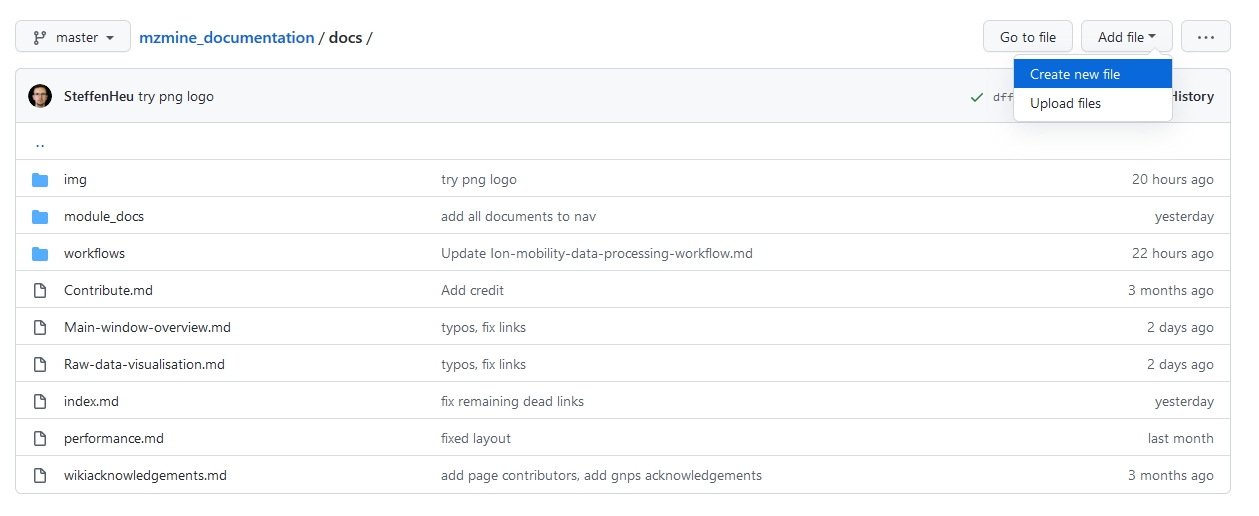 master mzmine_documentation / docs / Go to file Add file ...
Create new file
SteffenHeu try png logo dff History
Upload files
..
img try png logo 20 hours ago
module_docs add all documents to nav yesterday
workflows Update Ion-mobility-data-processing-workflow.md 22 hours ago
Contribute.md Add credit 3 months ago
Main-window-overview.md typos, fix links 2 days ago
Raw-data-visualisation.md typos, fix links 2 days ago
index.md fix remaining dead links yesterday
performance.md fixed layout last month
wikiacknowledgements.md add page contributors, add gnps acknowledgements 3 months ago